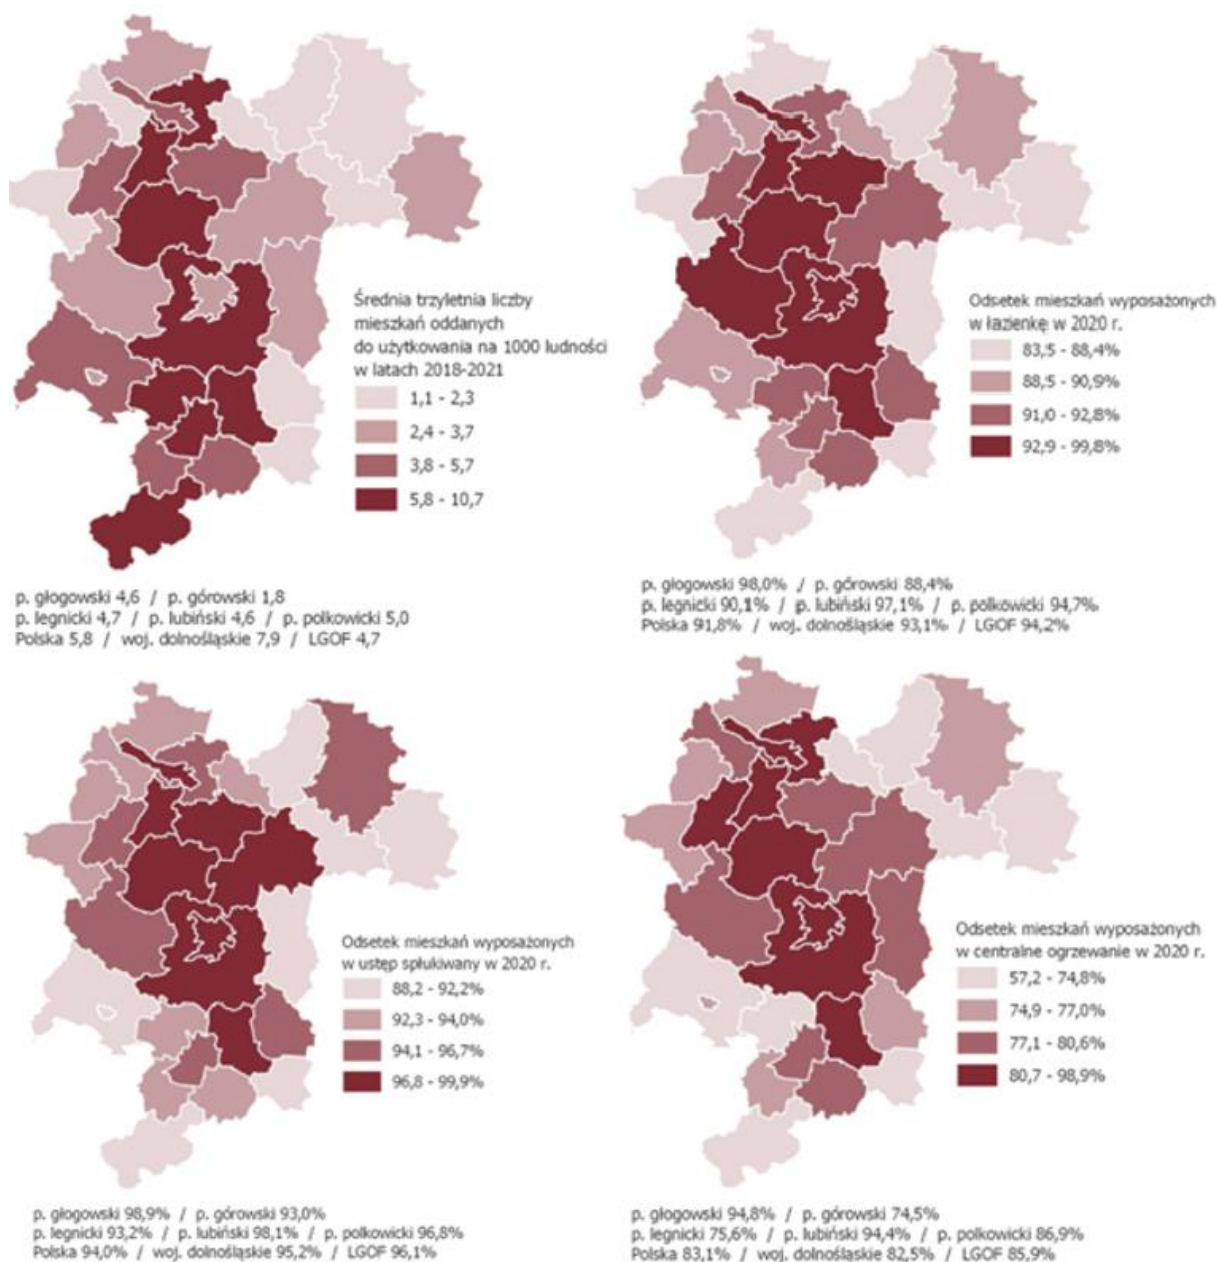 Średnia trzyletnia liczby
mieszkań oddanych
do użytkowania na 1000 ludności
w latach 2018-2021
1,1 - 2,3
2,4 - 3,7
3,8 - 5,7
5,8 - 10,7
p. głogowski 4,6 / p. górowski 1,8
p. legnicki 4,7 / p. lubiński 4,6 / p. polkowicki 5,0
Polska 5,8 / woj. dolnośląskie 7,9 / LGOF 4,7
Odsetek mieszkań wyposażonych
w łazienkę w 2020 r.
83,5 - 88,4%
88,5 - 90,9%
91,0 - 92,8%
92,9 - 99,8%
p. głogowski 98,0% / p. górowski 88,4%
p. legnicki 90,1% / p. lubiński 97,1% / p. polkowicki 94,7%
Polska 91,8% / woj. dolnośląskie 93,1% / LGOF 94,2%
Odsetek mieszkań wyposażonych
w ustęp spłukiwany w 2020 r.
88,2 - 92,2%
92,3 - 94,0%
94,1 - 96,7%
96,8 - 99,9%
p. głogowski 98,9% / p. górowski 93,0%
p. legnicki 93,2% / p. lubiński 98,1% / p. polkowicki 96,8%
Polska 94,0% / woj. dolnośląskie 95,2% / LGOF 96,1%
Odsetek mieszkań wyposażonych
w centralne ogrzewanie w 2020 r.
57,2 - 74,8%
74,9 - 77,0%
77,1 - 80,6%
80,7 - 98,9%
p. głogowski 94,8% / p. górowski 74,5%
p. legnicki 75,6% / p. lubiński 94,4% / p. polkowicki 86,9%
Polska 83,1% / woj. dolnośląskie 82,5% / LGOF 85,9%